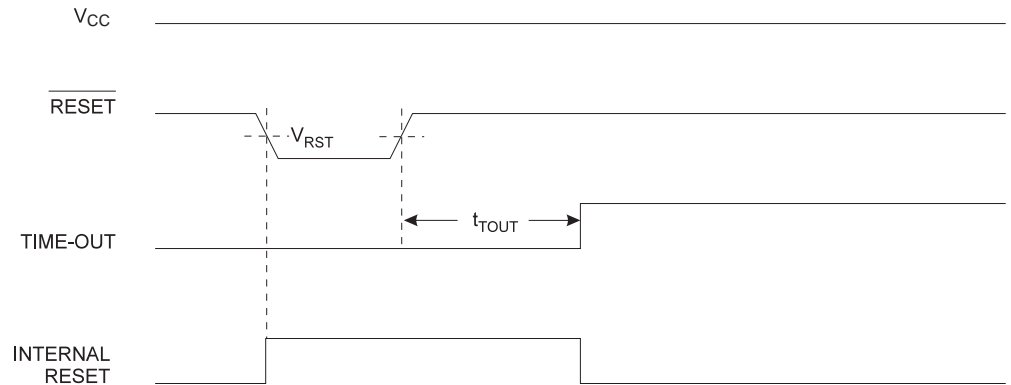 VCC
RESET
VRST
tTOUT
TIME-OUT
INTERNAL
RESET